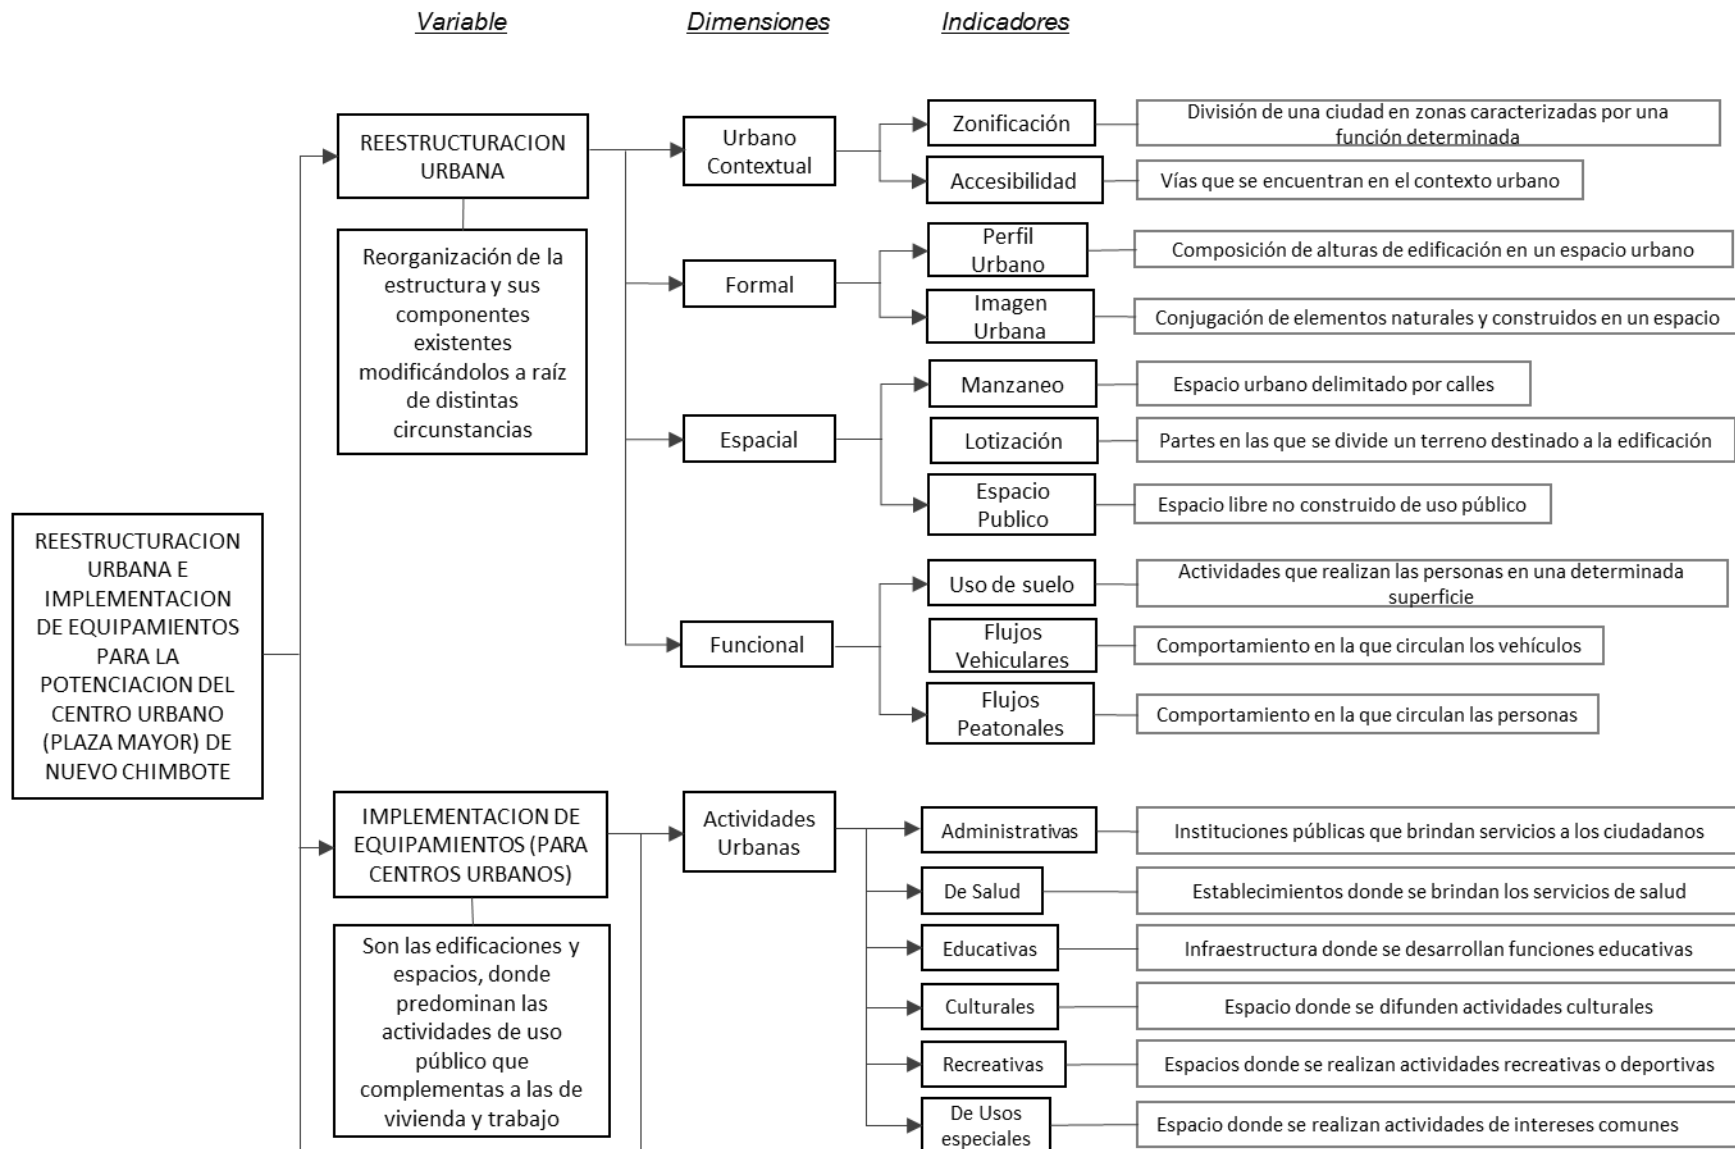 Variable
Dimensiones
Indicadores
REESTRUCTURACION
URBANA E
IMPLEMENTACION
DE EQUIPAMIENTOS
PARA LA
POTENCIACION DEL
CENTRO URBANO
(PLAZA MAYOR) DE
NUEVO CHIMBOTE
REESTRUCTURACION
URBANA
Reorganización de la
estructura y sus
componentes
existentes
modificándolos a raíz
de distintas
circunstancias
Urbano
Contextual
Zonificación
División de una ciudad en zonas caracterizadas por una
función determinada
Accesibilidad
Vías que se encuentran en el contexto urbano
Formal
Perfil
Urbano
Composición de alturas de edificación en un espacio urbano
Imagen
Urbana
Conjugación de elementos naturales y construidos en un espacio
Espacial
Manzaneo
Espacio urbano delimitado por calles
Lotización
Partes en las que se divide un terreno destinado a la edificación
Espacio
Publico
Espacio libre no construido de uso público
Funcional
Uso de suelo
Actividades que realizan las personas en una determinada
superficie
Flujos
Vehiculares
Comportamiento en la que circulan los vehículos
Flujos
Peatonales
Comportamiento en la que circulan las personas
IMPLEMENTACION DE
EQUIPAMIENTOS (PARA
CENTROS URBANOS)
Son las edificaciones y
espacios, donde
predominan las
actividades de uso
público que
complementas a las de
vivienda y trabajo
Actividades
Urbanas
Administrativas
Instituciones públicas que brindan servicios a los ciudadanos
De Salud
Establecimientos donde se brindan los servicios de salud
Educativas
Infraestructura donde se desarrollan funciones educativas
Culturales
Espacio donde se difunden actividades culturales
Recreativas
Espacios donde se realizan actividades recreativas o deportivas
De Usos
especiales
Espacio donde se realizan actividades de intereses comunes